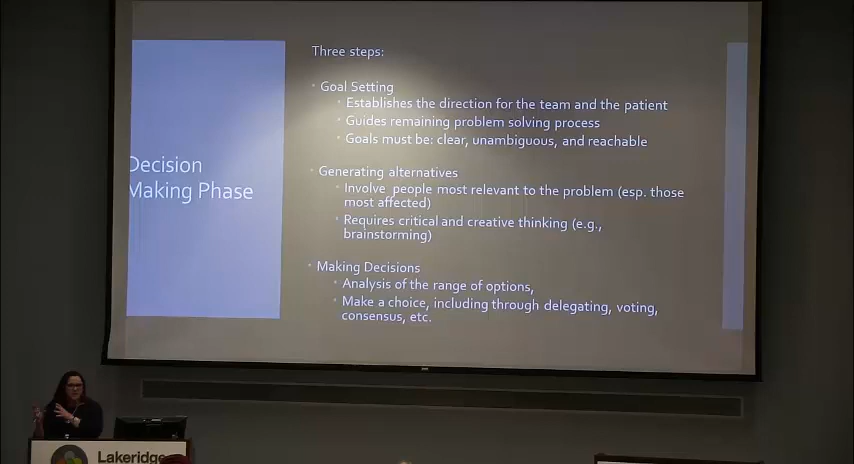 Decision
Making Phase
Three steps:
Goal Setting
Establishes the direction for the team and the patient
Guides remaining problem solving process
Goals must be: clear, unambiguous, and reachable
Generating alternatives
Involve people most relevant to the problem (esp. those
most affected)
Requires critical and creative thinking (e.g.,
brainstorming)
Making Decisions
Analysis of the range of options,
Make a choice, including through delegating, voting,
consensus, etc.
Lakeridge